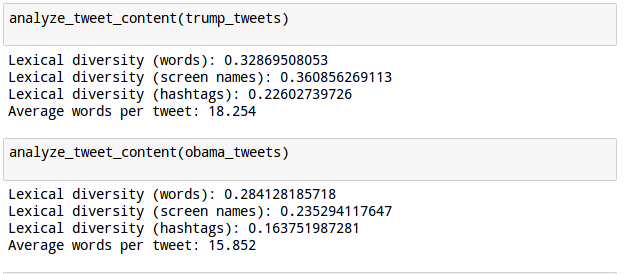 analyze_tweet_content(trump_tweets)
Lexical diversity (words): 0.32869508053
Lexical diversity (screen names): 0.360856269113
Lexical diversity (hashtags): 0.22602739726
Average words per tweet: 18.254
analyze_tweet_content(obama_tweets)
Lexical diversity (words): 0.284128185718
Lexical diversity (screen names): 0.235294117647
Lexical diversity (hashtags): 0.163751987281
Average words per tweet: 15.852